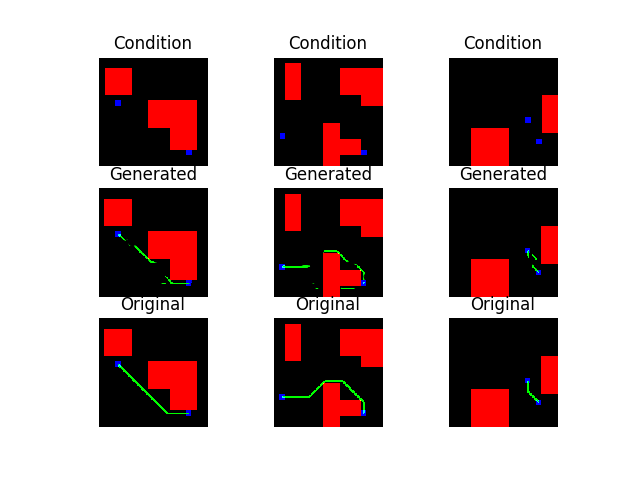 Condition Condition Condition
Generated Generated Generated
Original Original Original